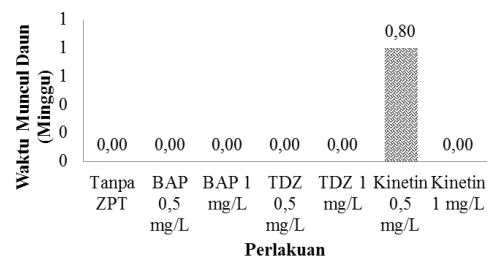 Waktu Muncul Daun
(Minggu)
1
1
1
0
0
0
0,00
0,00
0,00
0,00
0,00
0,80
0,00
Tanpa
ZPT
BAP
0,5
mg/L
BAP 1
mg/L
TDZ
0,5
mg/L
TDZ 1
mg/L
Kinetin
0,5
mg/L
Kinetin
1 mg/L
Perlakuan